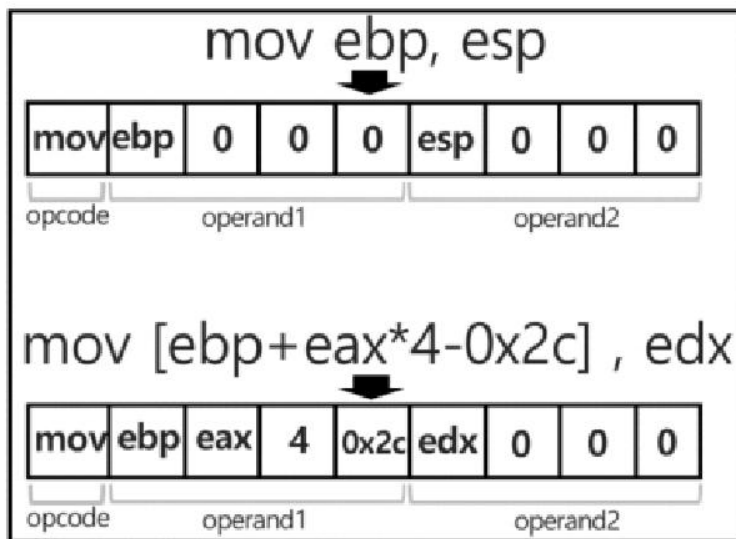 mov ebp, esp
mov ebp 0 0 0 esp 0 0 0
opcode operand1 operand2
mov [ebp+eax*4-0x2c] , edx
mov ebp eax 4 0x2c edx 0 0 0
opcode operand1 operand2